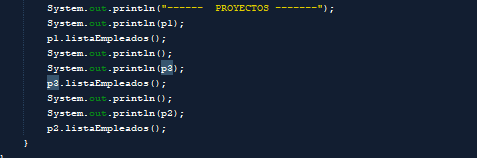 System.out.println("------  PROYECTOS -------");
System.out.println(p1);
p1.listaEmpleados();
System.out.println();
System.out.println(p3);
p3.listaEmpleados();
System.out.println();
System.out.println(p2);
p2.listaEmpleados();
}
}